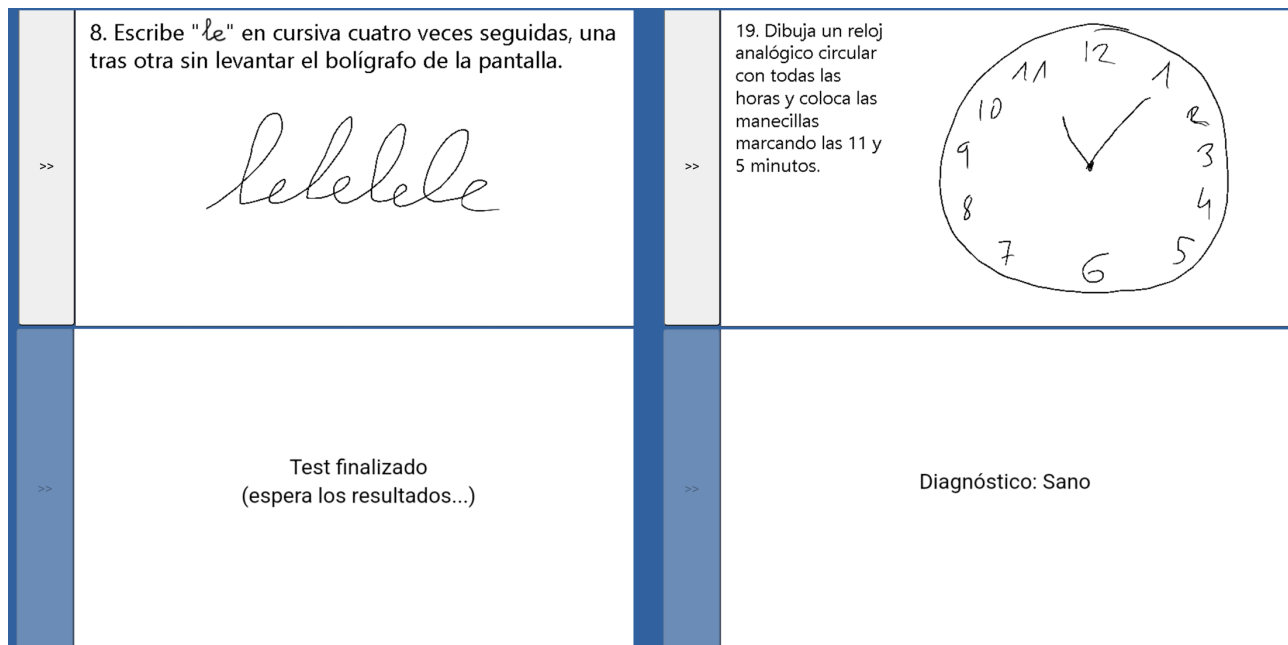 8. Escribe "le" en cursiva cuatro veces seguidas, una
tras otra sin levantar el bolígrafo de la pantalla.
>>
lelelele
19. Dibuja un reloj
analógico circular
con todas las
horas y coloca las
manecillas
marcando las 11 y
5 minutos.
>>
12
11
1
10
2
9
3
8
4
7
5
6
>>
Test finalizado
(espera los resultados...)
>>
Diagnóstico: Sano